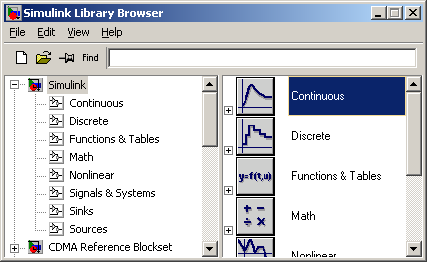 Simulink Library Browser
File Edit View Help
Find
Simulink
Continuous
Discrete
Functions & Tables
Math
Nonlinear
Signals & Systems
Sinks
Sources
CDMA Reference Blockset
Continuous
Discrete
y=f(t,u)
Functions & Tables
Math
Nonlinear